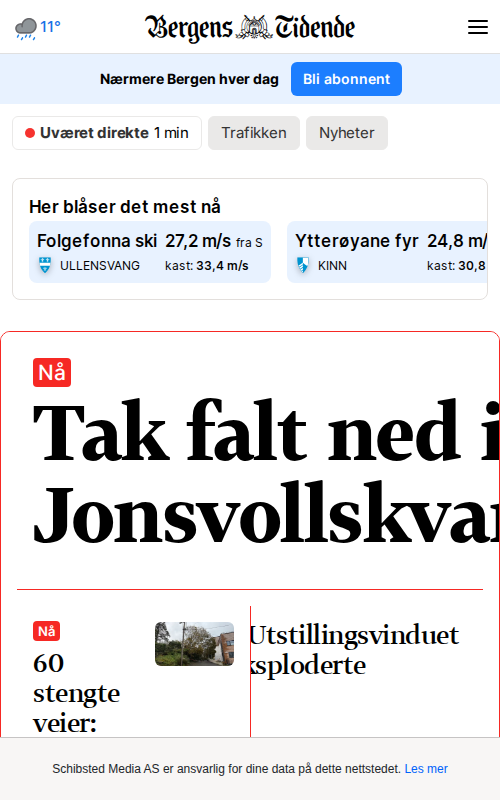 11°
Bergens Tidende
Nærmere Bergen hver dag
Bli abonnent
Uværet direkte 1 min
Trafikken
Nyheter
Her blåser det mest nå
Folgefonna ski 27,2 m/s fra S
ULLENSVANG kast: 33,4 m/s
Ytterøyane fyr 24,8 m/
KINN kast: 30,8
Nå
Tak falt ned i
Jonsvollskvar
Nå
60
stengte
veier:
Utstillingsvinduet
ksploderte
Schibsted Media AS er ansvarlig for dine data på dette nettstedet. Les mer